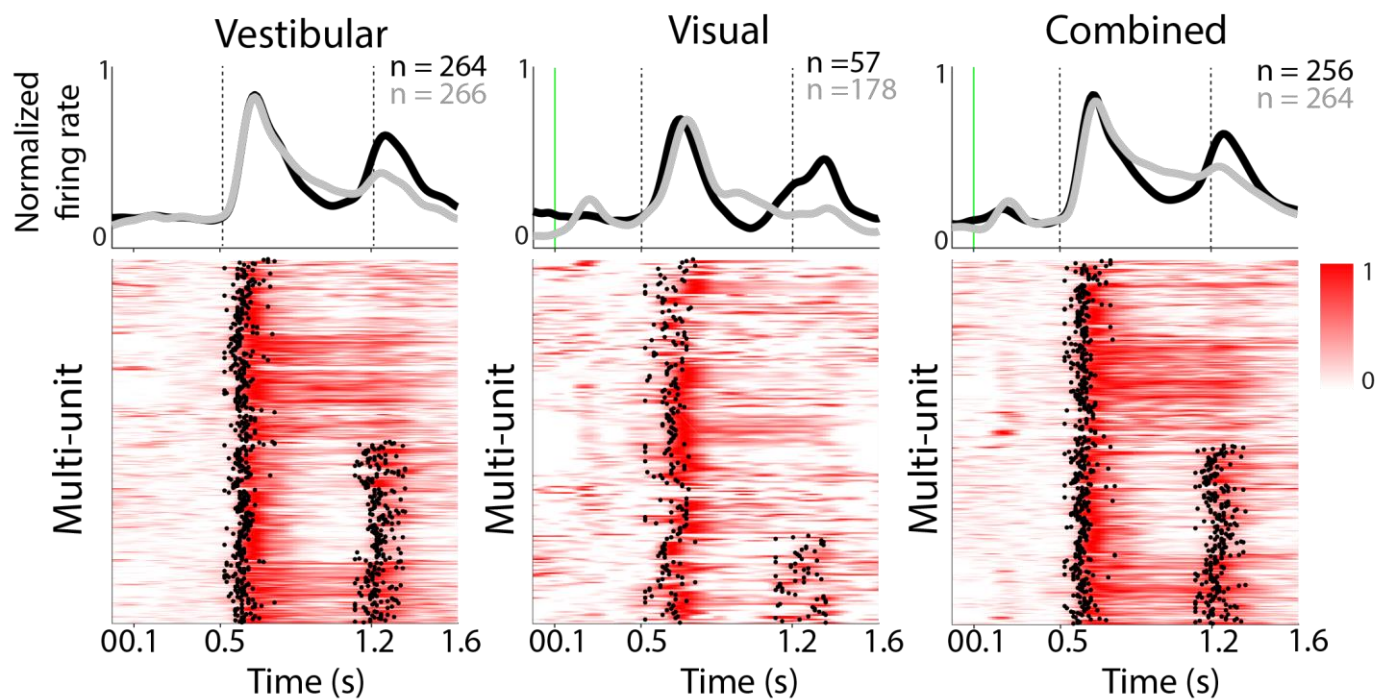 Vestibular
Visual
Combined
n = 264
n = 266
n =57
n =178
n = 256
n = 264
Normalized
firing rate
1
0
1
0
1
0
Multi-unit
Multi-unit
Multi-unit
1
0
00.1 0.5 1.2 1.6
00.1 0.5 1.2 1.6
00.1 0.5 1.2 1.6
Time (s)
Time (s)
Time (s)